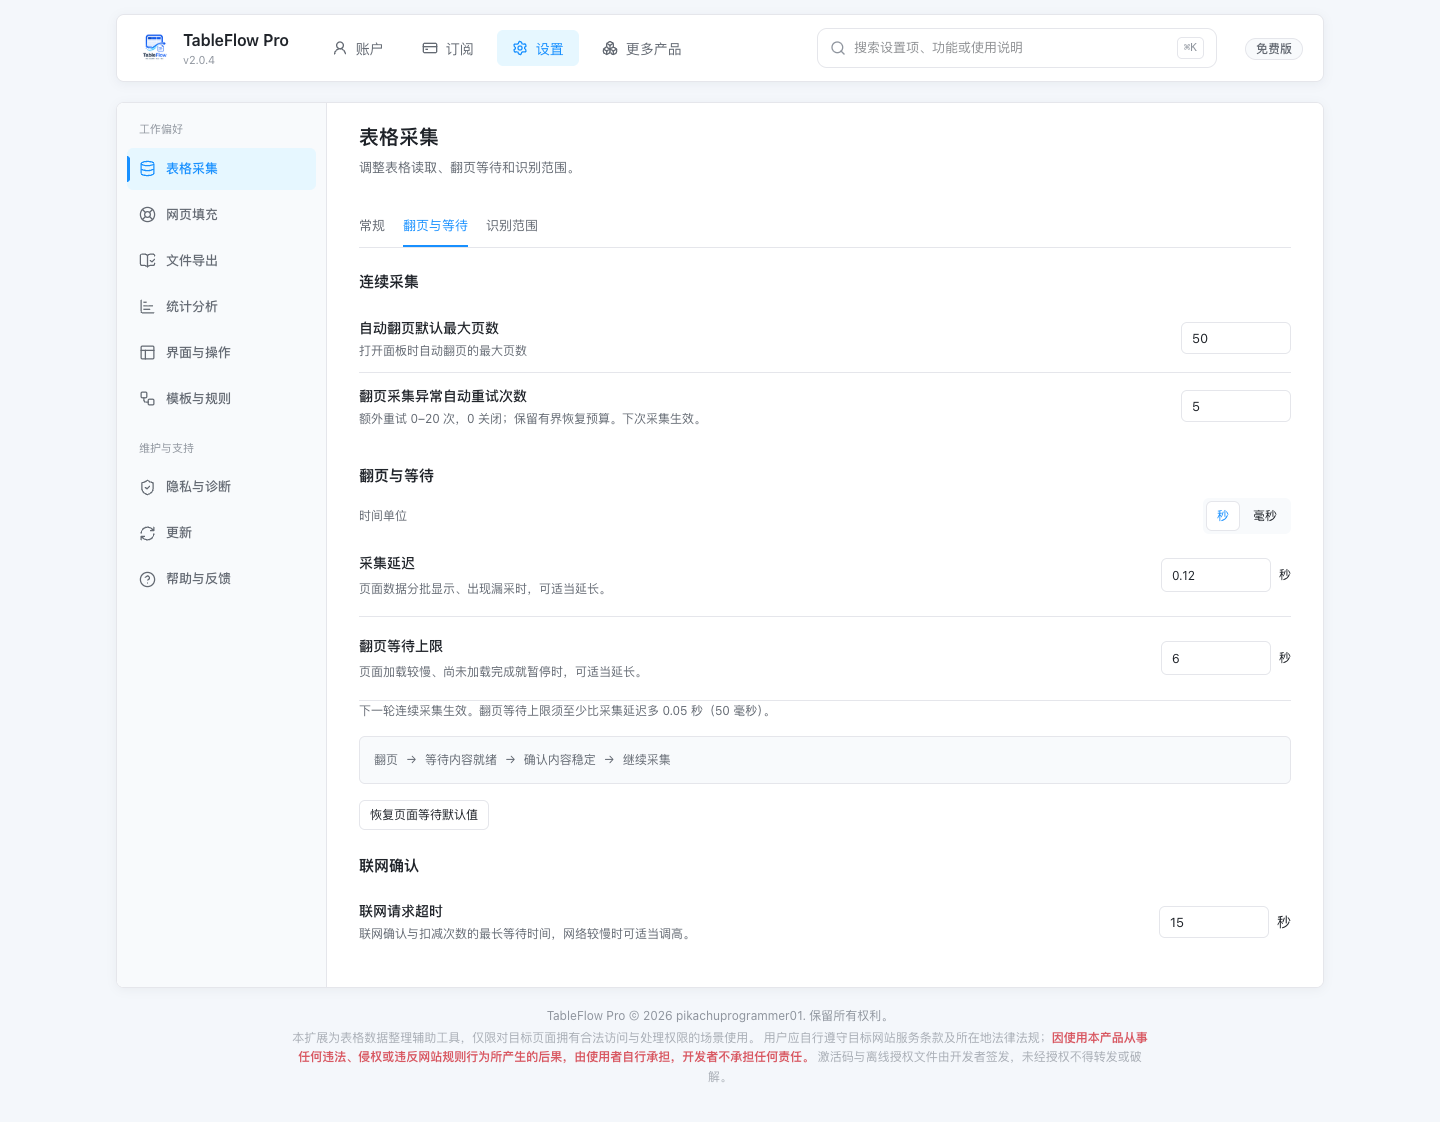 TableFlow
TableFlow Pro
v2.0.4
账户
订阅
设置
更多产品
搜索设置项、功能或使用说明
⌘K
免费版
工作偏好
表格采集
网页填充
文件导出
统计分析
界面与操作
模板与规则
维护与支持
隐私与诊断
更新
帮助与反馈
表格采集
调整表格读取、翻页等待和识别范围。
常规
翻页与等待
识别范围
连续采集
自动翻页默认最大页数
打开面板时自动翻页的最大页数
50
翻页采集异常自动重试次数
额外重试 0–20 次，0 关闭；保留有界恢复预算。下次采集生效。
5
翻页与等待
时间单位
秒
毫秒
采集延迟
页面数据分批显示、出现漏采时，可适当延长。
0.12 秒
翻页等待上限
页面加载较慢、尚未加载完成就暂停时，可适当延长。
6 秒
下一轮连续采集生效。翻页等待上限须至少比采集延迟多 0.05 秒（50 毫秒）。
翻页 → 等待内容就绪 → 确认内容稳定 → 继续采集
恢复页面等待默认值
联网确认
联网请求超时
联网确认与扣减次数的最长等待时间，网络较慢时可适当调高。
15 秒
TableFlow Pro © 2026 pikachuprogrammer01. 保留所有权利。
本扩展为表格数据整理辅助工具，仅限对目标页面拥有合法访问与处理权限的场景使用。 用户应自行遵守目标网站服务条款及所在地法律法规；因使用本产品从事
任何违法、侵权或违反网站规则行为所产生的后果，由使用者自行承担，开发者不承担任何责任。 激活码与离线授权文件由开发者签发，未经授权不得转发或破
解。